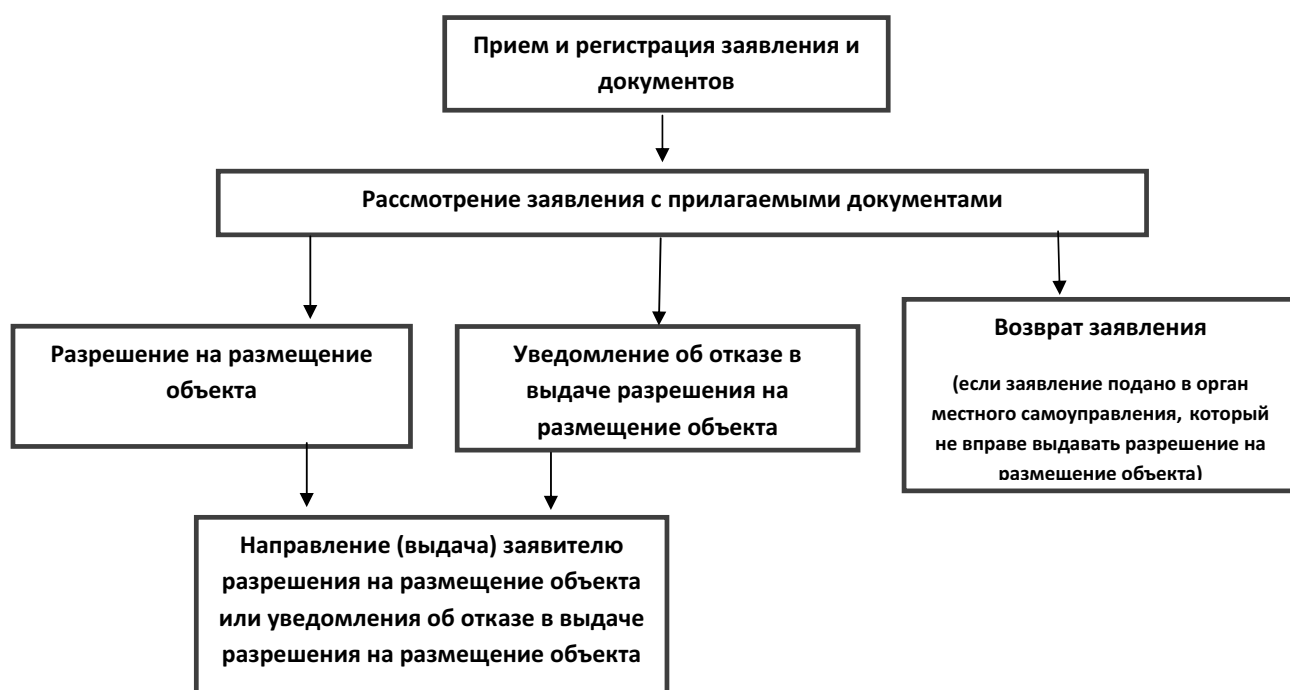 Прием и регистрация заявления и
документов
Рассмотрение заявления с прилагаемыми документами
Разрешение на размещение
объекта
Уведомление об отказе в
выдаче разрешения на
размещение объекта
Возврат заявления
(если заявление подано в орган
местного самоуправления, который
не вправе выдавать разрешение на
размещение объекта)
Направление (выдача) заявителю
разрешения на размещение объекта
или уведомления об отказе в выдаче
разрешения на размещение объекта